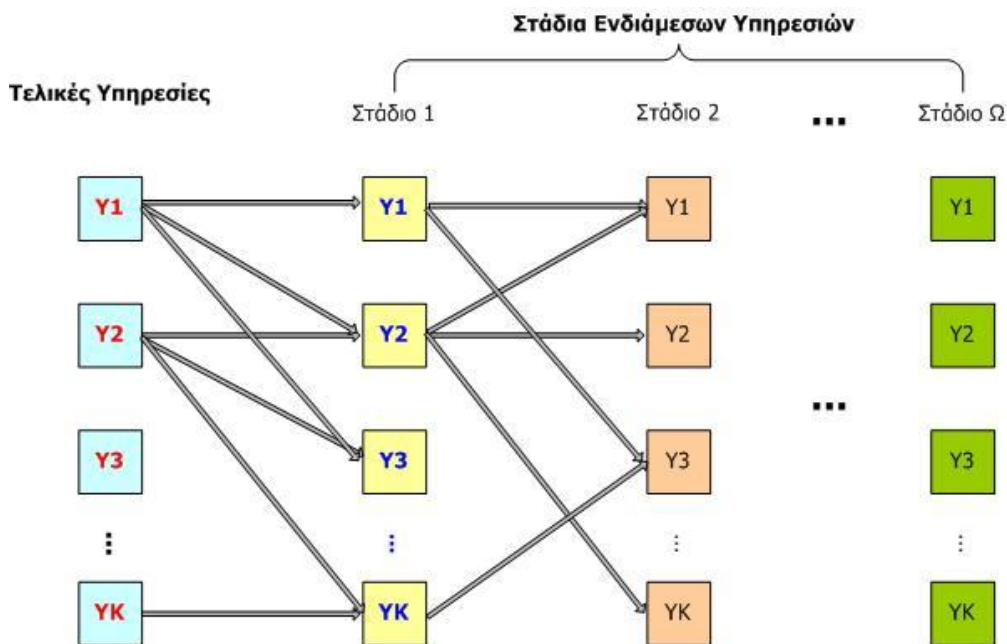 Στάδια Ενδιάμεσων Υπηρεσιών
Τελικές Υπηρεσίες
Στάδιο 1
Στάδιο 2
...
Στάδιο Ω
Υ1
Υ1
Υ1
Υ1
Υ2
Υ2
Υ2
Υ2
...
Υ3
Υ3
Υ3
Υ3
⋮
⋮
⋮
⋮
ΥΚ
ΥΚ
ΥΚ
ΥΚ